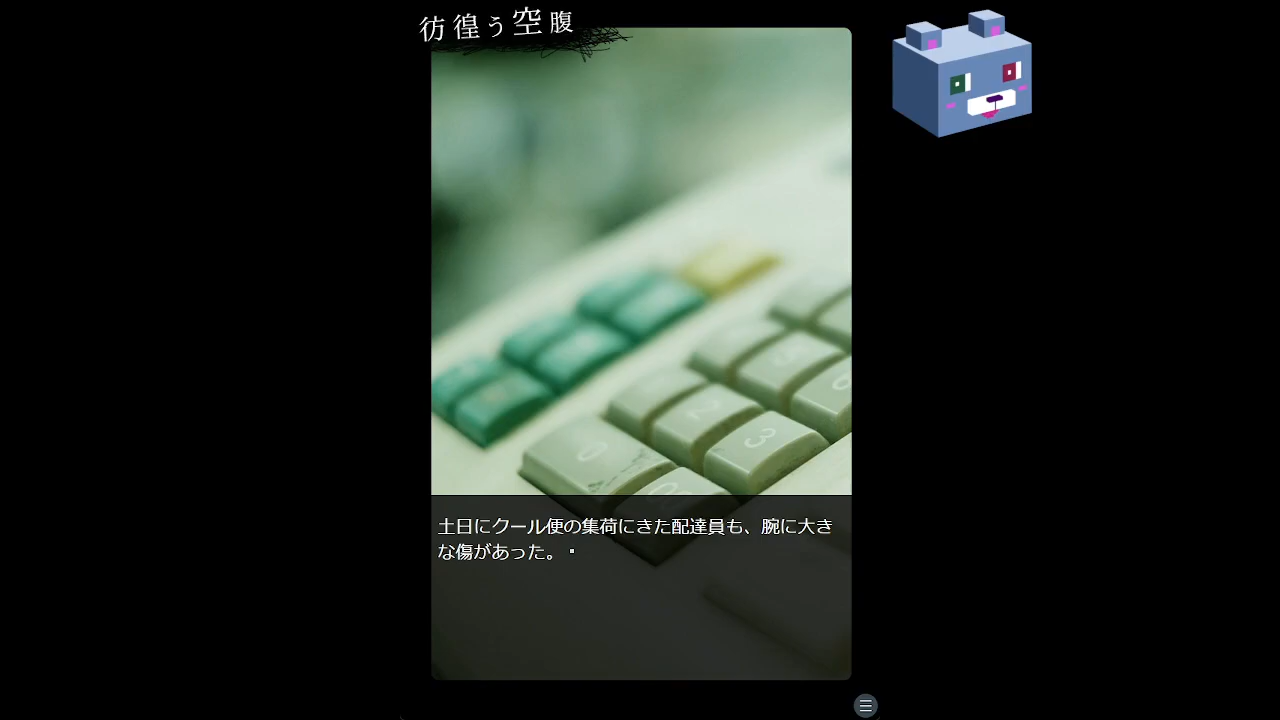 彷徨う空腹
土日にクール便の集荷にきた配達員も、腕に大き
な傷があった。